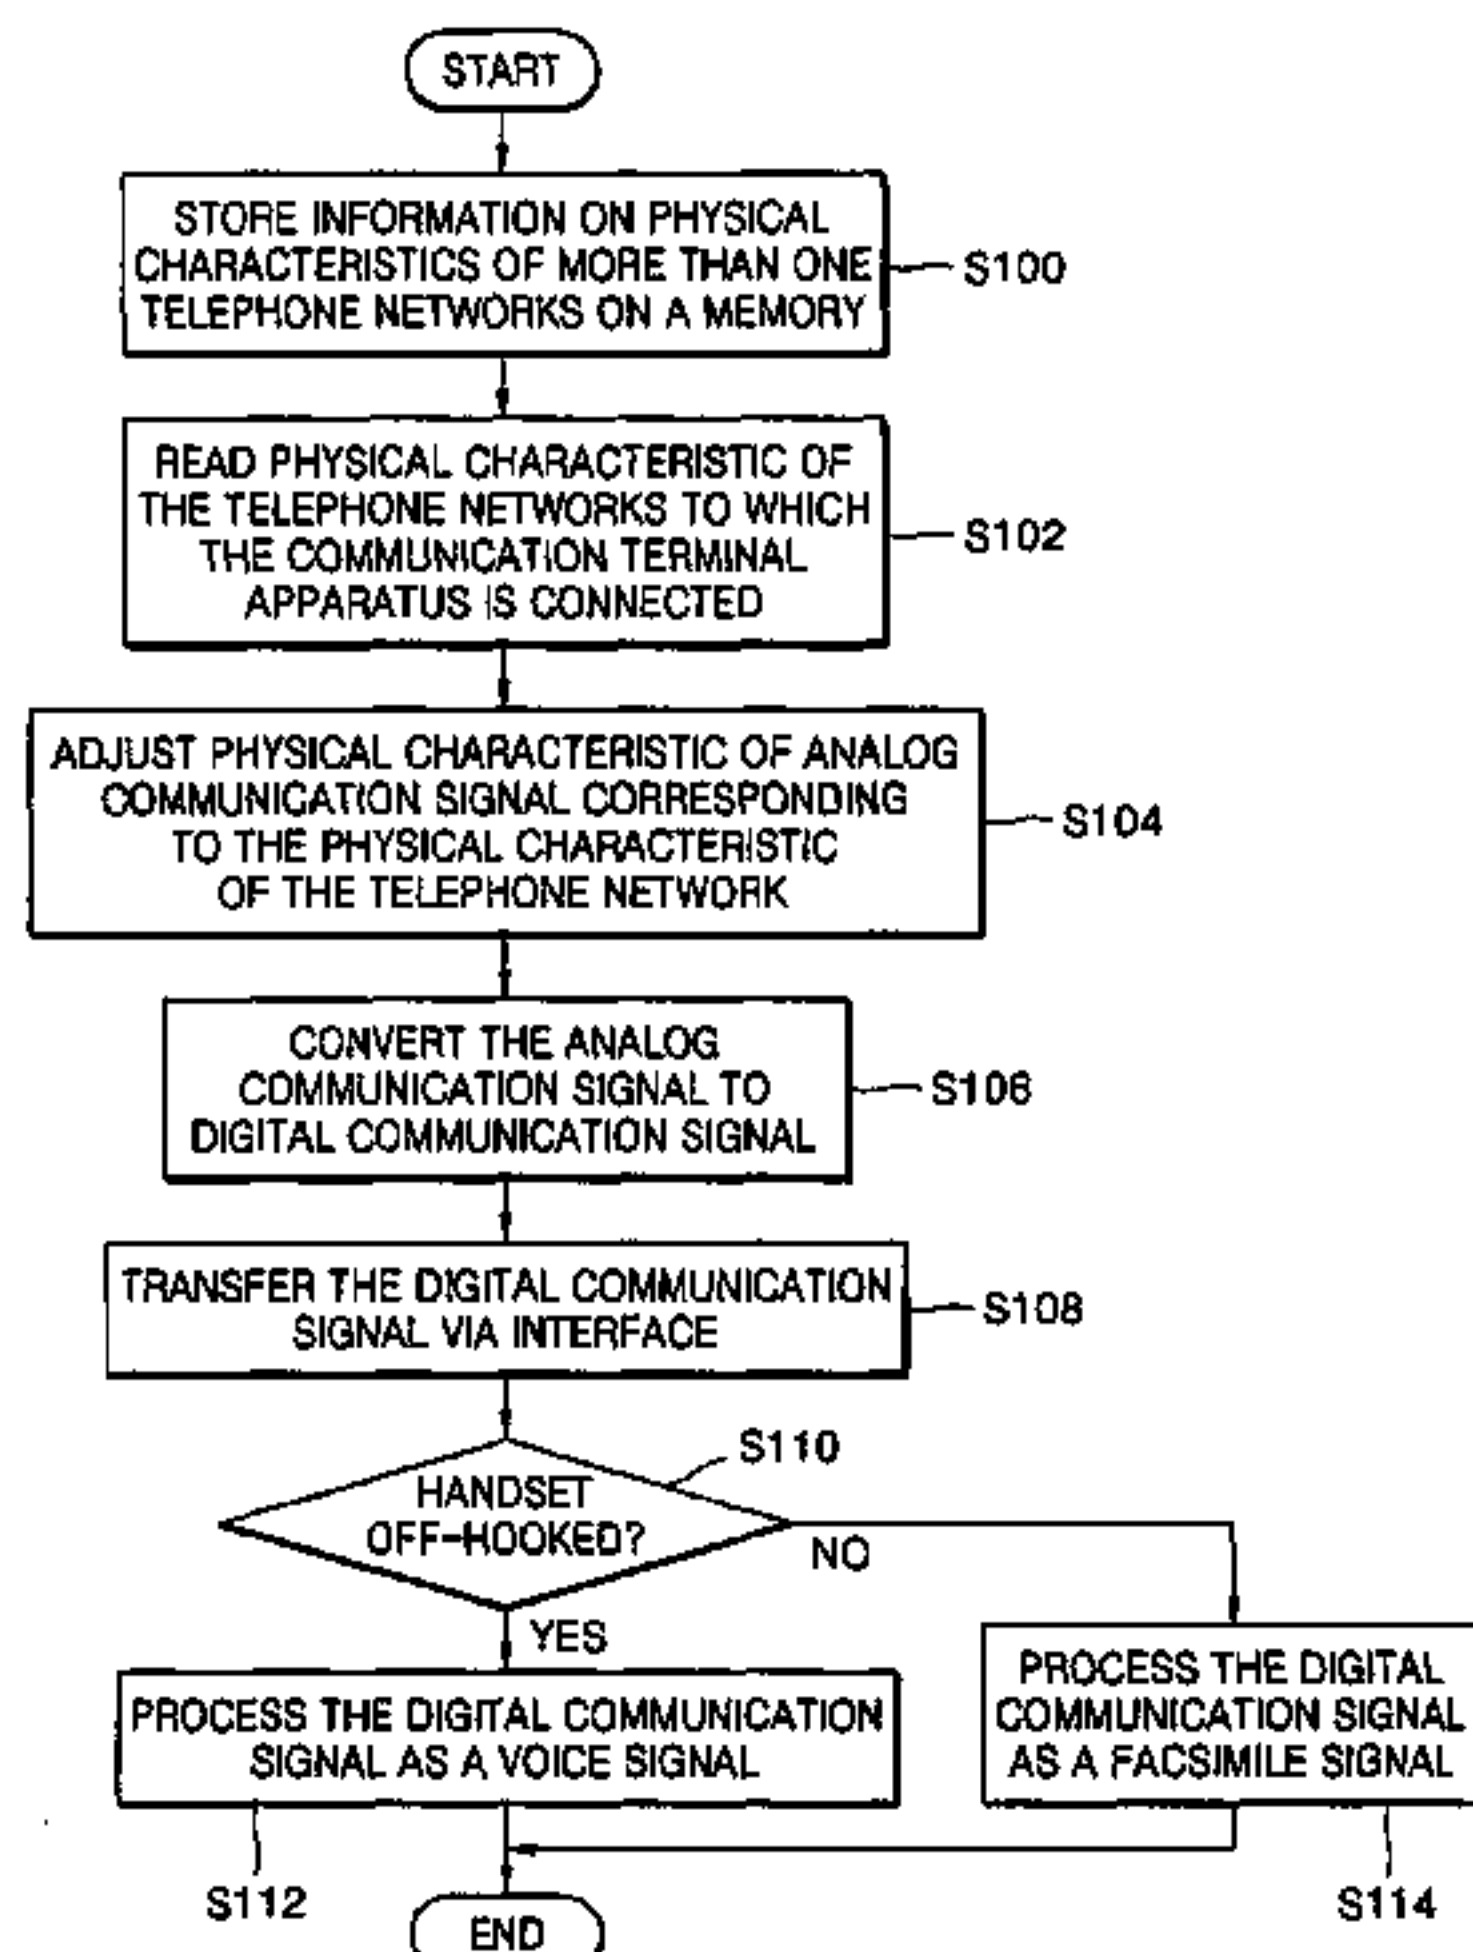 START
STORE INFORMATION ON PHYSICAL
CHARACTERISTICS OF MORE THAN ONE
TELEPHONE NETWORKS ON A MEMORY
S100
READ PHYSICAL CHARACTERISTIC OF
THE TELEPHONE NETWORKS TO WHICH
THE COMMUNICATION TERMINAL
APPARATUS IS CONNECTED
S102
ADJUST PHYSICAL CHARACTERISTIC OF ANALOG
COMMUNICATION SIGNAL CORRESPONDING
TO THE PHYSICAL CHARACTERISTIC
OF THE TELEPHONE NETWORK
S104
CONVERT THE ANALOG
COMMUNICATION SIGNAL TO
DIGITAL COMMUNICATION SIGNAL
S106
TRANSFER THE DIGITAL COMMUNICATION
SIGNAL VIA INTERFACE
S108
S110
HANDSET
OFF-HOOKED?
NO
YES
PROCESS THE DIGITAL COMMUNICATION
SIGNAL AS A VOICE SIGNAL
S112
PROCESS THE DIGITAL
COMMUNICATION SIGNAL
AS A FACSIMILE SIGNAL
S114
END